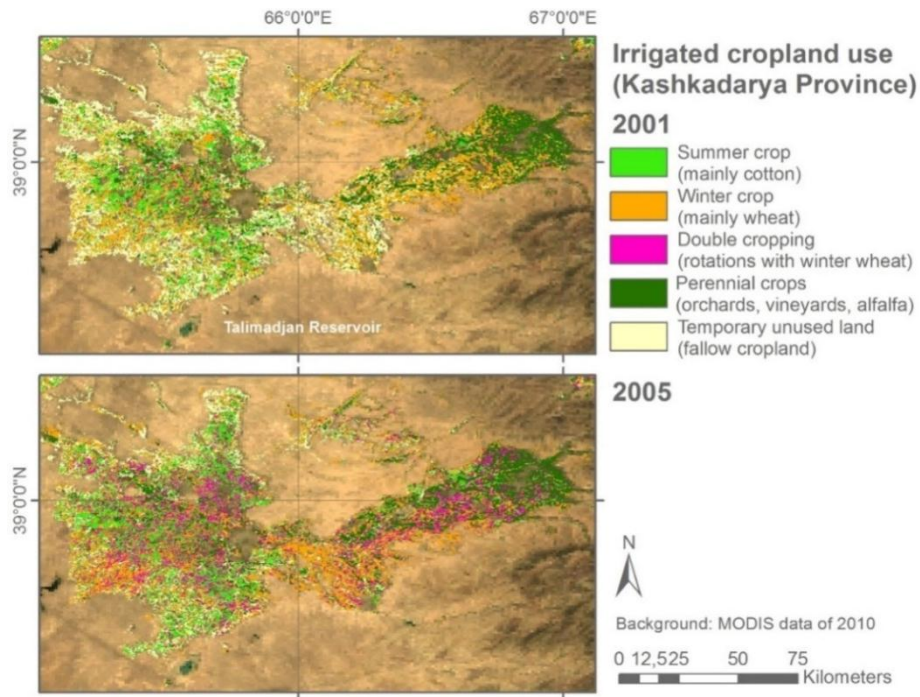 66°0'0"E
67°0'0"E
39°0'0"N
Talimadjan Reservoir
Irrigated cropland use
(Kashkadarya Province)
2001
Summer crop
(mainly cotton)
Winter crop
(mainly wheat)
Double cropping
(rotations with winter wheat)
Perennial crops
(orchards, vineyards, alfalfa)
Temporary unused land
(fallow cropland)
2005
39°0'0"N
N
Background: MODIS data of 2010
0 12,525 50 75
Kilometers